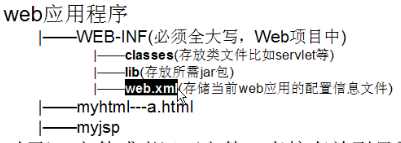 web应用程序
|——WEB-INF(必须全大写，Web项目中)
|——classes(存放类文件比如servlet等)
|——lib(存放所需jar包)
|——web.xml(存储当前web应用的配置信息文件)
|——myhtml---a.html
|——myjsp